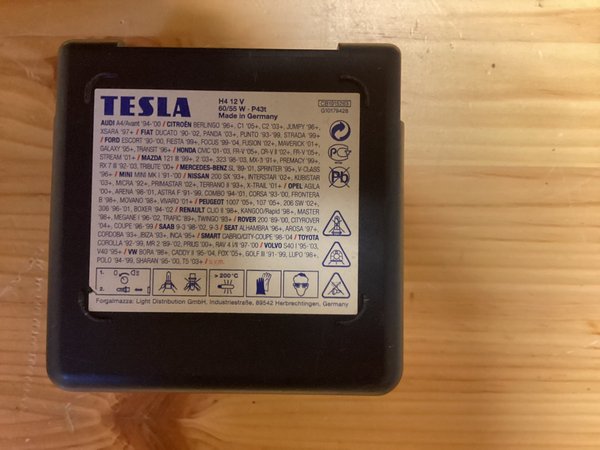 TESLA
H4 12 V
60/55 W · P43t
Made in Germany
AUDI A4/Avant '94-'00 / CITROËN BERLINGO '96+, C1 '05+, C2 '03+, JUMPY '96+,
XSARA '97+ / FIAT DUCATO '90-'02, PANDA '03+, PUNTO '93-'99, STRADA '99+
/ FORD ESCORT '90-'00, FIESTA '99+, FOCUS '99-'04, FUSION '02+, MAVERICK '01+,
GALAXY '95+, TRANSIT '96+ / HONDA CIVIC '01-'03, FR-V '05+, CR-V II '02+, FR-V '05+,
STREAM '01+ / MAZDA 121 III '99+, 2 '03+, 323 '98-'03, MX-3 '91+, PREMACY '99+,
RX 7 III '92-'03, TRIBUTE '00+ / MERCEDES-BENZ SL '89-'01, SPRINTER '95+, V-CLASS
'96+ / MINI MINI MK I '91-'00 / NISSAN 200 SX '93+, INTERSTAR '02+, KUBISTAR
'03+, MICRA '92+, PRIMASTAR '02+, TERRANO II '93+, X-TRAIL '01+ / OPEL AGILA
'00+, ARENA '98-'01, ASTRA F '91-'99, COMBO '94-'01, CORSA '93-'00, FRONTERA
B '98+, MOVANO '98+, VIVARO '01+ / PEUGEOT 1007 '05+, 107 '05+, 206 SW '02+,
306 '96-'01, BOXER '94-'02 / RENAULT CLIO II '98+, KANGOO/Rapid '98+, MASTER
'98+, MEGANE I '96-'02, TRAFIC '89+, TWINGO '93+ / ROVER 200 '89-'00, CITYROVER
'04+, COUPE '96-'99 / SAAB 9-3 '98-'02, 9-3 / SEAT ALHAMBRA '96+, AROSA '97+,
CORDOBA '93+, IBIZA '93+, INCA '95+ / SMART CABRIO/CITY-COUPE '98-'04 / TOYOTA
COROLLA '92-'99, MR 2 '89-'02, PRIUS '00+, RAV 4 I/II '97-'00 / VOLVO S40 I '95-'03,
V40 '95+ / VW BORA '98+, CADDY II '95-'04, FOX '05+, GOLF III '91-'99, LUPO '98+,
POLO '94-'99, SHARAN '95-'00, T5 '03+ /
CB1015263
G10178428
PC
Pb
1.
2.
> 200°C
Forgalmazza: Light Distribution GmbH, Industriestraße, 89542 Herbrechtingen, Germany